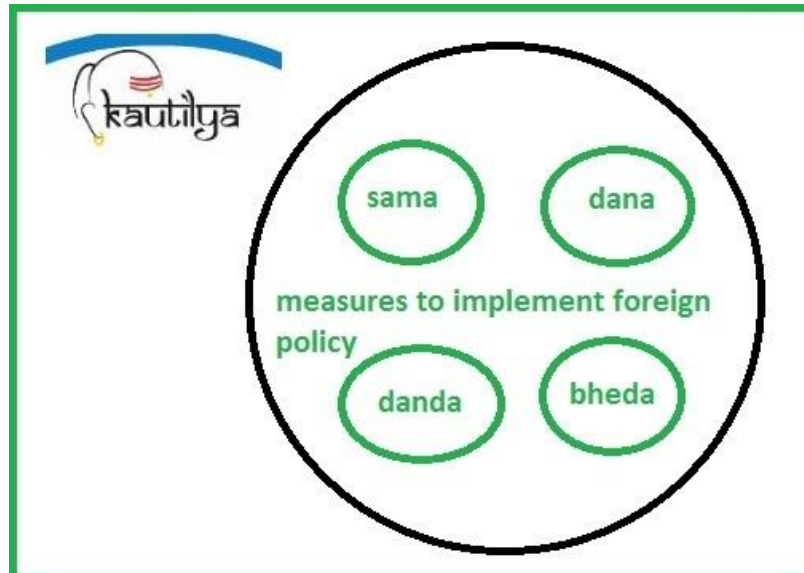 kautilya
sama
dana
measures to implement foreign
policy
danda
bheda